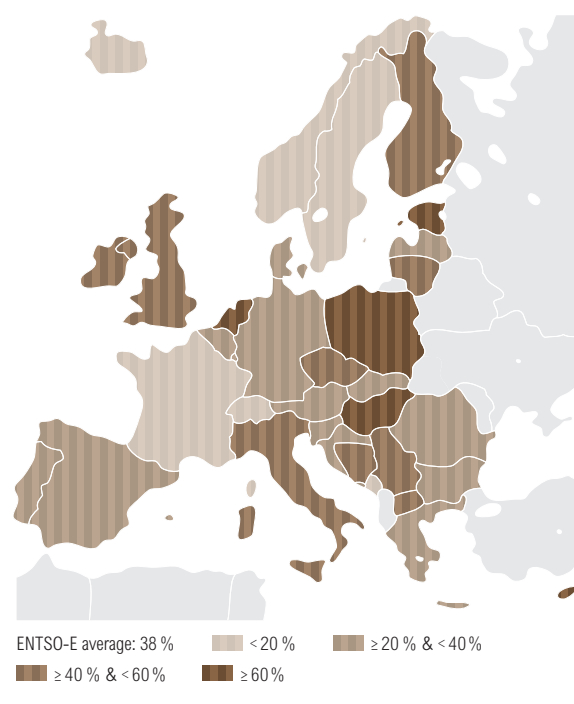 ENTSO-E average: 38 % < 20 % ≥ 20 % & < 40 %
≥ 40 % & < 60 % ≥ 60 %